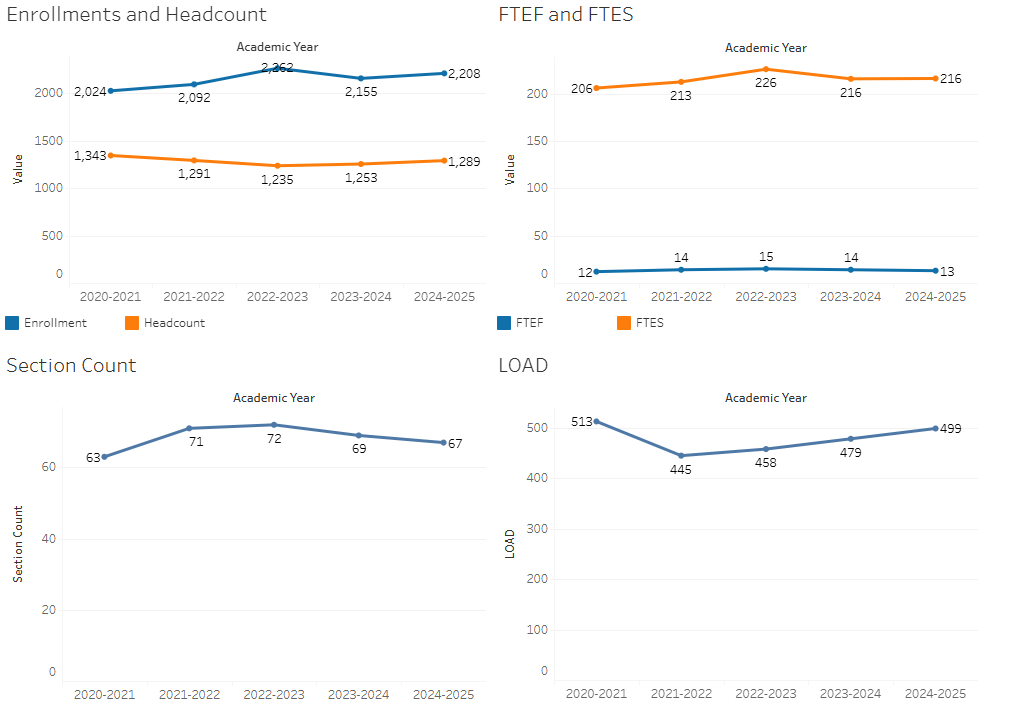 Enrollments and Headcount
Academic Year
Value
2000
1500
1000
500
0
2,024
2,092
2,262
2,155
2,208
1,343
1,291
1,235
1,253
1,289
2020-2021 2021-2022 2022-2023 2023-2024 2024-2025
Enrollment Headcount
FTEF and FTES
Academic Year
Value
200
150
100
50
0
206
213
226
216
216
12
14
15
14
13
2020-2021 2021-2022 2022-2023 2023-2024 2024-2025
FTEF FTES
Section Count
Academic Year
Section Count
60
40
20
0
63
71
72
69
67
2020-2021 2021-2022 2022-2023 2023-2024 2024-2025
LOAD
Academic Year
LOAD
500
400
300
200
100
0
513
445
458
479
499
2020-2021 2021-2022 2022-2023 2023-2024 2024-2025